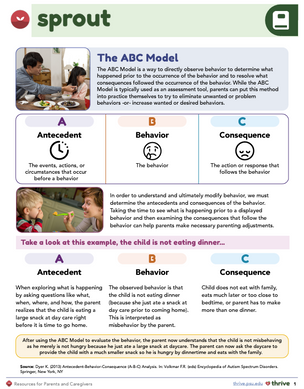 sprout
The ABC Model
The ABC Model is a way to directly observe behavior to determine what
happened prior to the occurrence of the behavior and to resolve what
consequences followed the occurrence of the behavior. While the ABC
Model is typically used as an assessment tool, parents can put this method
into practice themselves to try to eliminate unwanted or problem
behaviors -or- increase wanted or desired behaviors.
A
Antecedent
The events, actions, or
circumstances that occur
before a behavior
B
Behavior
The behavior
C
Consequence
The action or response that
follows the behavior
In order to understand and ultimately modify behavior, we must
determine the antecedents and consequences of the behavior.
Taking the time to see what is happening prior to a displayed
behavior and then examining the consequences that follow the
behavior can help parents make necessary parenting adjustments.
Take a look at this example, the child is not eating dinner...
A
Antecedent
When exploring what is happening
by asking questions like what,
when, where, and how, the parent
realizes that the child is eating a
large snack at day care right
before it is time to go home.
B
Behavior
The observed behavior is that
the child is not eating dinner
(because she just ate a snack at
day care prior to coming home).
This is interpreted as
misbehavior by the parent.
C
Consequence
Child does not eat with family,
eats much later or too close to
bedtime, or parent has to make
more than one dinner.
After using the ABC Model to evaluate the behavior, the parent now understands that the child is not misbehaving
as he merely is not hungry because he just ate a large snack at daycare. The parent can now ask the daycare to
provide the child with a much smaller snack so he is hungry by dinnertime and eats with the family.
Source: Dyer K. (2013) Antecedent-Behavior-Consequence (A-B-C) Analysis. In: Volkmar F.R. (eds) Encyclopedia of Autism Spectrum Disorders.
Springer, New York, NY
Resources for Parents and Caregivers
thrive